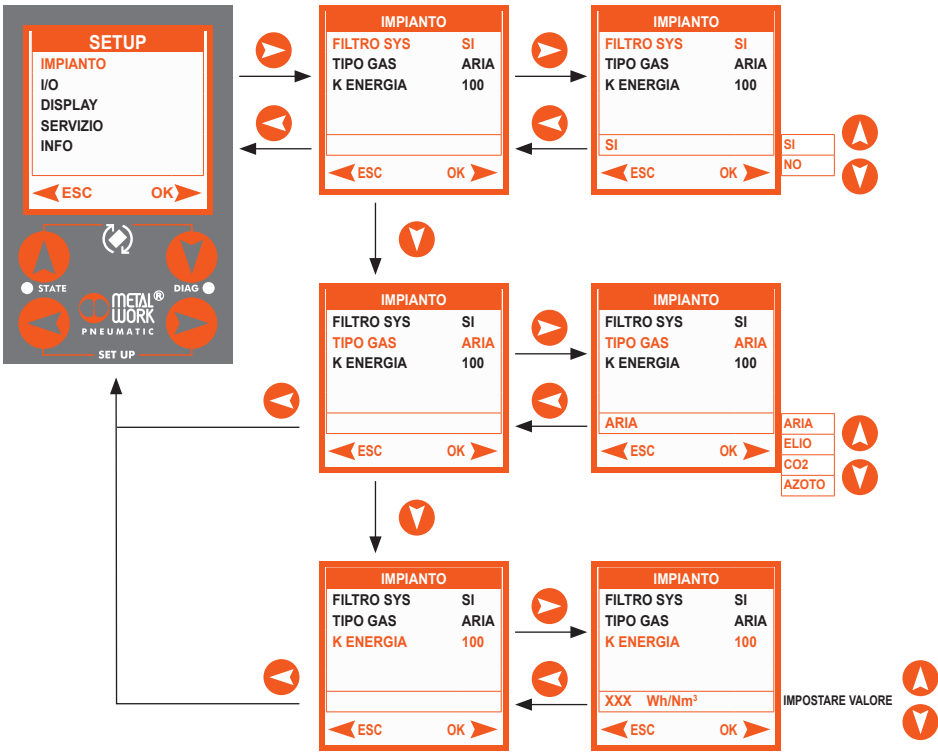 SETUP
IMPIANTO
I/O
DISPLAY
SERVIZIO
INFO
ESC OK
STATE DIAG
METAL WORK®
PNEUMATIC
SET UP
IMPIANTO
FILTRO SYS SI
TIPO GAS ARIA
K ENERGIA 100
ESC OK
IMPIANTO
FILTRO SYS SI
TIPO GAS ARIA
K ENERGIA 100
SI
ESC OK
SI
NO
IMPIANTO
FILTRO SYS SI
TIPO GAS ARIA
K ENERGIA 100
ESC OK
IMPIANTO
FILTRO SYS SI
TIPO GAS ARIA
K ENERGIA 100
ARIA
ESC OK
ARIA
ELIO
CO2
AZOTO
IMPIANTO
FILTRO SYS SI
TIPO GAS ARIA
K ENERGIA 100
ESC OK
IMPIANTO
FILTRO SYS SI
TIPO GAS ARIA
K ENERGIA 100
XXX Wh/Nm³
ESC OK
IMPOSTARE VALORE